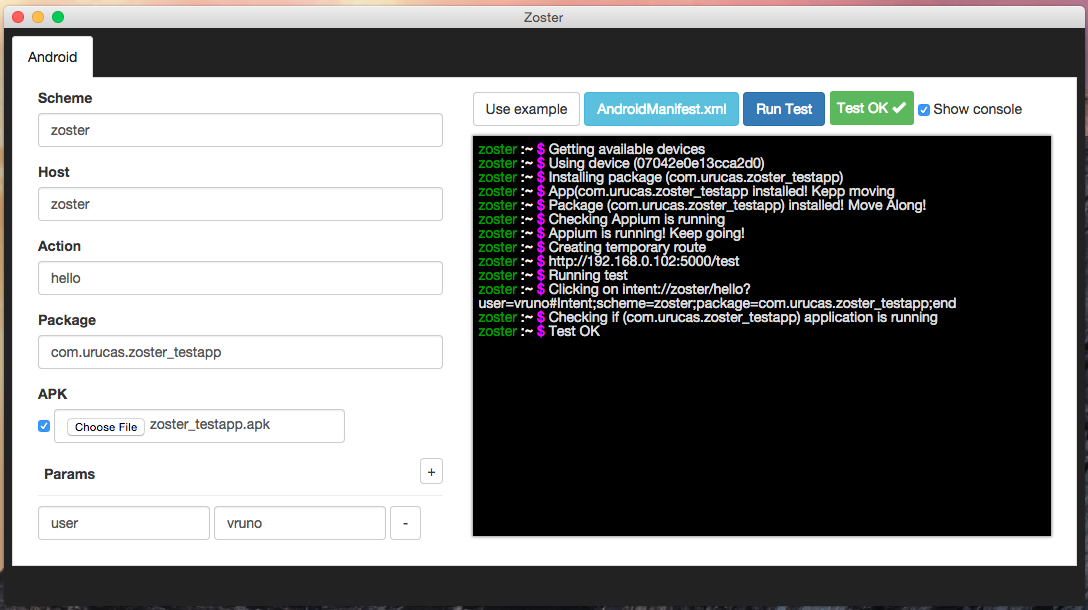 Zoster
Android
Scheme
zoster
Host
zoster
Action
hello
Package
com.urucas.zoster_testapp
APK
Choose File zoster_testapp.apk
Params +
user vruno -
Use example AndroidManifest.xml Run Test Test OK Show console
zoster :~ $ Getting available devices
zoster :~ $ Using device (07042e0e13cca2d0)
zoster :~ $ Installing package (com.urucas.zoster_testapp)
zoster :~ $ App(com.urucas.zoster_testapp installed! Kepp moving
zoster :~ $ Package (com.urucas.zoster_testapp) installed! Move Along!
zoster :~ $ Checking Appium is running
zoster :~ $ Appium is running! Keep going!
zoster :~ $ Creating temporary route
zoster :~ $ http://192.168.0.102:5000/test
zoster :~ $ Running test
zoster :~ $ Clicking on intent://zoster/hello?
user=vruno#Intent;scheme=zoster;package=com.urucas.zoster_testapp;end
zoster :~ $ Checking if (com.urucas.zoster_testapp) application is running
zoster :~ $ Test OK